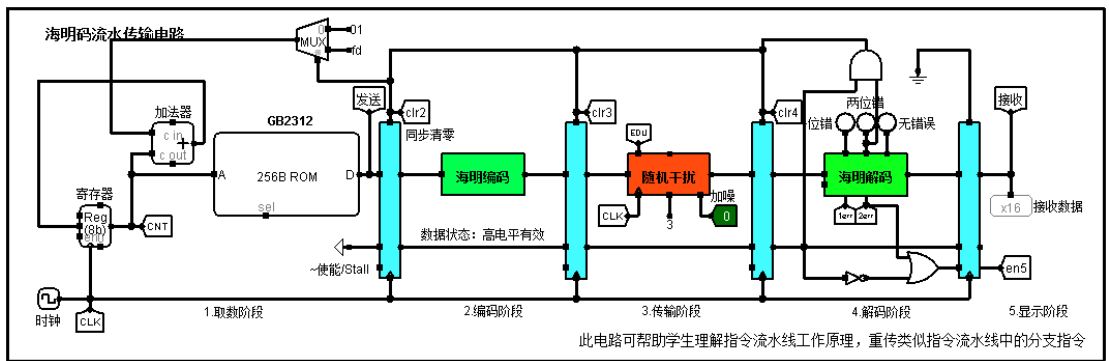 海明码流水传输电路
0
01
MUX
fd
加法器
发送
clr2
clr3
clr4
两位错
接收
c in
+
c out
GB2312
EDU
位错
无错误
A
256B ROM
D
海明编码
随机干扰
海明解码
寄存器
sel
加噪
Reg
(8b)
en
CNT
CLK
3
0
1err
2err
x16
接收数据
数据状态：高电平有效
~使能/Stall
en5
时钟
CLK
1.取数阶段
2.编码阶段
3.传输阶段
4.解码阶段
5.显示阶段
此电路可帮助学生理解指令流水线工作原理，重传类似指令流水线中的分支指令